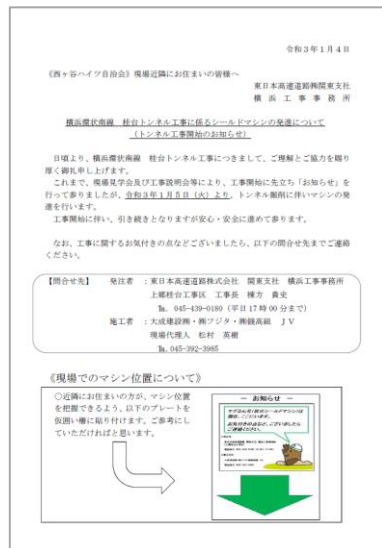 令和3年1月4日
《西ヶ谷ハイツ自治会》現場近隣にお住まいの皆様へ
東日本高速道路㈱関東支社
横浜工事事務所
横浜環状南線 桂台トンネル工事に係るシールドマシンの発進について
(トンネル工事開始のお知らせ)
日頃より、横浜環状南線 桂台トンネル工事につきまして、ご理解とご協力を賜り
厚く御礼申し上げます。
これまで、現場見学会及び工事説明会等により、工事開始に先立ち「お知らせ」を
行って参りましたが、令和3年1月5日(火)より、トンネル掘削に伴いマシンの発
進を行います。
工事開始に伴い、引き続きとなりますが安心・安全に進めて参ります。
なお、工事に関するお気付きの点などございましたら、以下の問合せ先までご連絡
ください。
【問合せ先】 発注者 :東日本高速道路株式会社 関東支社 横浜工事事務所
上郷桂台工事区 工事長 棟方 貴史
℡ 045-439-0180(平日17時00分まで)
施工者 :大成建設㈱・㈱フジタ・㈱錢高組 JV
現場代理人 松村 英樹
℡ 045-392-3985
《現場でのマシン位置について》
○近隣にお住まいの方が、マシン位置
を把握できるよう、以下のプレートを
仮囲い柵に貼り付けます。ご参考にし
ていただければと思います。
― お知らせ ―